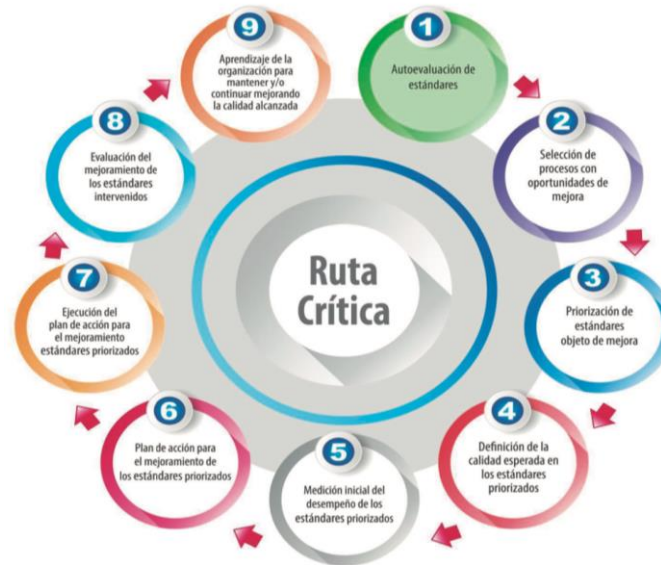 Ruta
Crítica
1
Autoevaluación de
estándares
2
Selección de
procesos con
oportunidades de
mejora
3
Priorización de
estándares
objeto de mejora
4
Definición de la
calidad esperada en
los estándares
priorizados
5
Medición inicial del
desempeño de los
estándares priorizados
6
Plan de acción para
el mejoramiento de
los estándares priorizados
7
Ejecución del
plan de acción para
el mejoramiento
estándares priorizados
8
Evaluación del
mejoramiento de
los estándares
intervenidos
9
Aprendizaje de la
organización para
mantener y/o
continuar mejorando
la calidad alcanzada